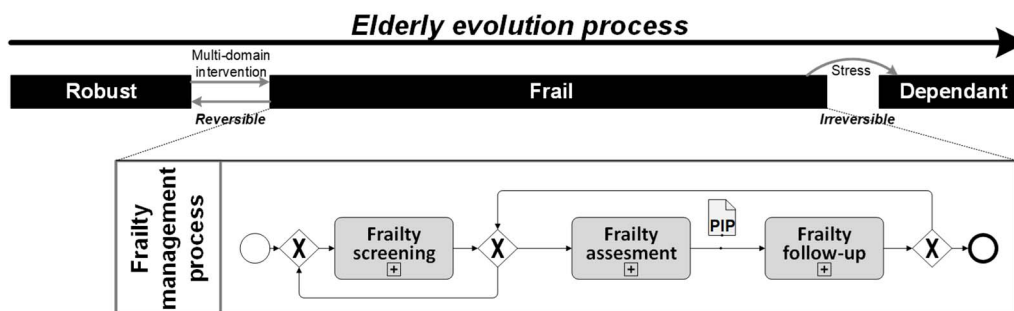 Elderly evolution process
Multi-domain
intervention
Stress
Robust
Frail
Dependant
Reversible
Irreversible
Frailty
management
process
X
Frailty
screening
X
Frailty
assesment
PIP
Frailty
follow-up
X